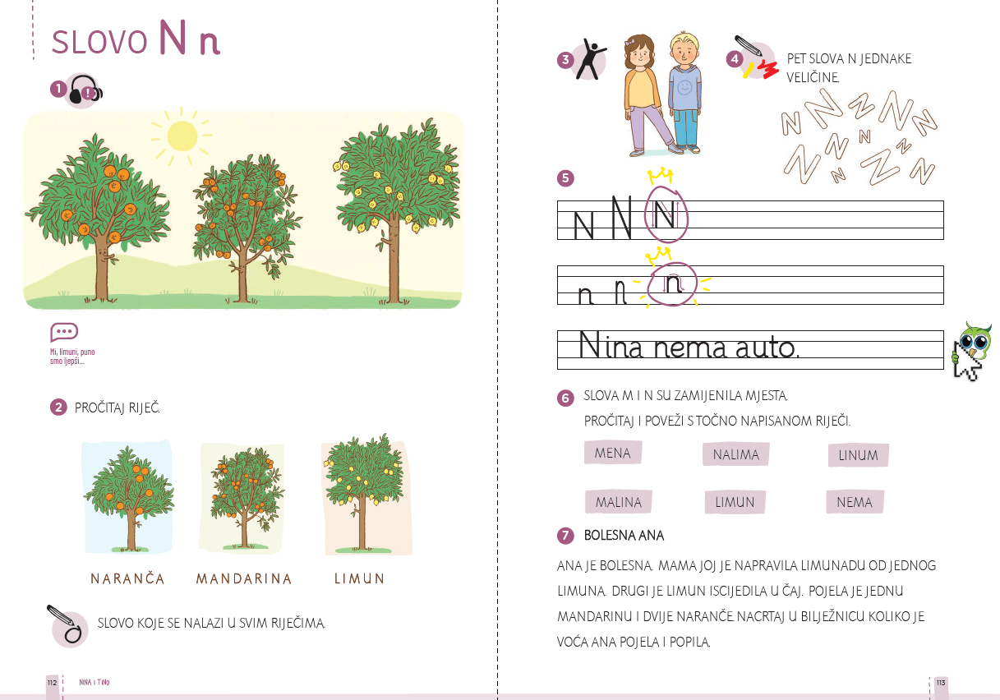 SLOVO N n
1
!
Mi, limuni, puno
smo ljepši...
2 PROČITAJ RIJEČ.
NARANČA MANDARINA LIMUN
SLOVO KOJE SE NALAZI U SVIM RIJEČIMA.
112 NINA I TINO
3
4 PET SLOVA N JEDNAKE
VELIČINE.
N N N N N
N N N N
N N N N
5
N N N
n n n
Nina nema auto.
6 SLOVA M I N SU ZAMIJENILA MJESTA.
PROČITAJ I POVEŽI S TOČNO NAPISANOM RIJEČI.
MENA NALIMA LINUM
MALINA LIMUN NEMA
7 BOLESNA ANA
ANA JE BOLESNA. MAMA JOJ JE NAPRAVILA LIMUNADU OD JEDNOG
LIMUNA. DRUGI JE LIMUN ISCIJEDILA U ČAJ. POJELA JE JEDNU
MANDARINU I DVIJE NARANČE. NACRTAJ U BILJEŽNICU KOLIKO JE
VOĆA ANA POJELA I POPILA.
113